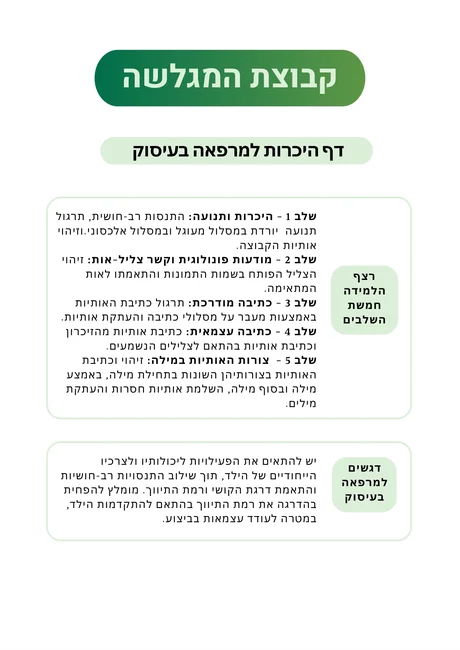 קבוצת המגלשה
דף היכרות למרפאה בעיסוק
רצף
הלמידה
חמשת
השלבים
שלב 1 - היכרות ותנועה: התנסות רב-חושית, תרגול
תנועה יורדת במסלול מעוגל ובמסלול אלכסוני.וזיהוי
אותיות הקבוצה.
שלב 2 - מודעות פונולוגית וקשר צליל-אות: זיהוי
הצליל הפותח בשמות התמונות והתאמתו לאות
המתאימה.
שלב 3 - כתיבה מודרכת: תרגול כתיבת האותיות
באמצעות מעבר על מסלולי כתיבה והעתקת אותיות.
שלב 4 - כתיבה עצמאית: כתיבת אותיות מהזיכרון
וכתיבת אותיות בהתאם לצלילים הנשמעים.
שלב 5 - צורות האותיות במילה: זיהוי וכתיבת
האותיות בצורותיהן השונות בתחילת מילה, באמצע
מילה ובסוף מילה, השלמת אותיות חסרות והעתקת
מילים.
דגשים
למרפאה
בעיסוק
יש להתאים את הפעילויות ליכולותיו ולצרכיו
הייחודיים של הילד, תוך שילוב התנסויות רב-חושיות
והתאמת דרגת הקושי ורמת התיווך. מומלץ להפחית
בהדרגה את רמת התיווך בהתאם להתקדמות הילד,
במטרה לעודד עצמאות בביצוע.